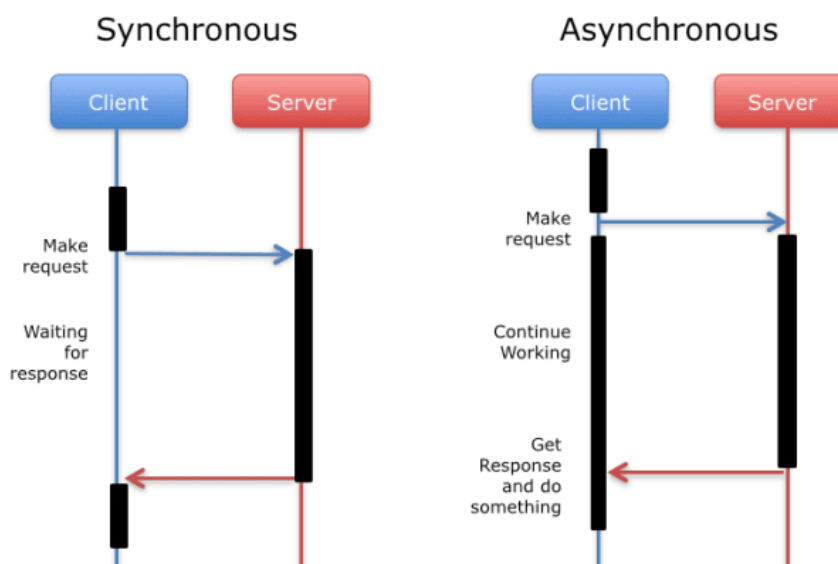 Synchronous
Asynchronous
Client
Server
Client
Server
Make
request
Waiting
for
response
Make
request
Continue
Working
Get
Response
and do
something